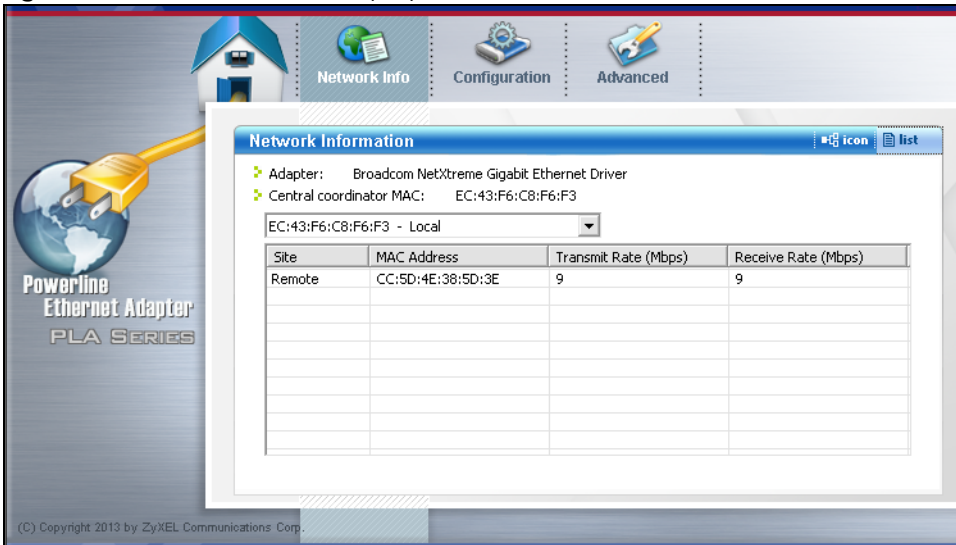 Network Info
Configuration
Advanced
Network Information
icon
list
Adapter: Broadcom NetXtreme Gigabit Ethernet Driver
Central coordinator MAC: EC:43:F6:C8:F6:F3
EC:43:F6:C8:F6:F3 - Local
Site MAC Address Transmit Rate (Mbps) Receive Rate (Mbps)
Remote CC:5D:4E:38:5D:3E 9 9
Powerline
Ethernet Adapter
PLA SERIES
(C) Copyright 2013 by ZyXEL Communications Corp.